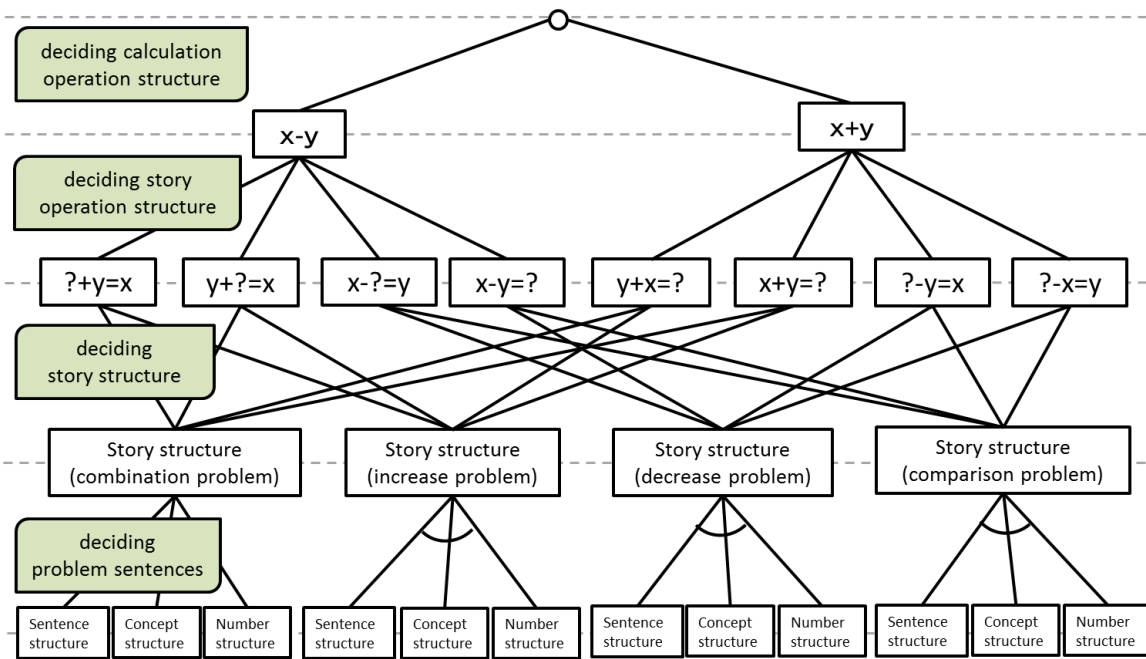 deciding calculation
operation structure
x-y
x+y
deciding story
operation structure
?+y=x
y+?=x
x-?=y
x-y=?
y+x=?
x+y=?
?-y=x
?-x=y
deciding
story structure
Story structure
(combination problem)
Story structure
(increase problem)
Story structure
(decrease problem)
Story structure
(comparison problem)
deciding
problem sentences
Sentence
structure
Concept
structure
Number
structure
Sentence
structure
Concept
structure
Number
structure
Sentence
structure
Concept
structure
Number
structure
Sentence
structure
Concept
structure
Number
structure